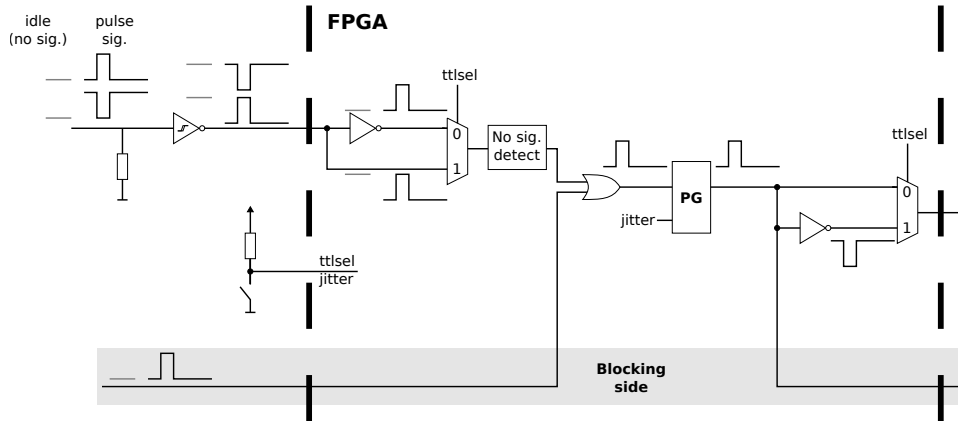 idle
(no sig.)
pulse
sig.
FPGA
ttlsel
0
1
No sig.
detect
PG
jitter
ttlsel
0
1
ttlsel
jitter
Blocking
side